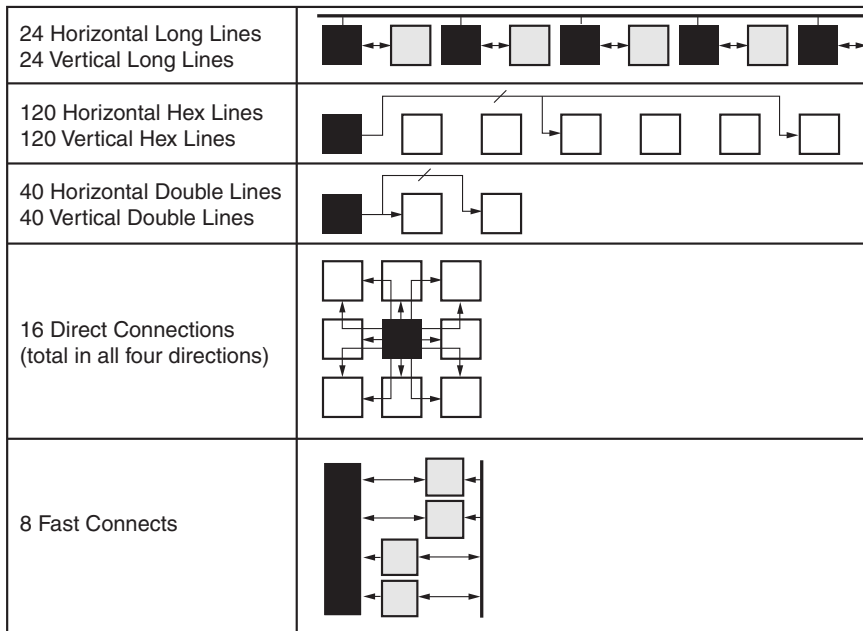 24 Horizontal Long Lines
24 Vertical Long Lines
120 Horizontal Hex Lines
120 Vertical Hex Lines
40 Horizontal Double Lines
40 Vertical Double Lines
16 Direct Connections
(total in all four directions)
8 Fast Connects